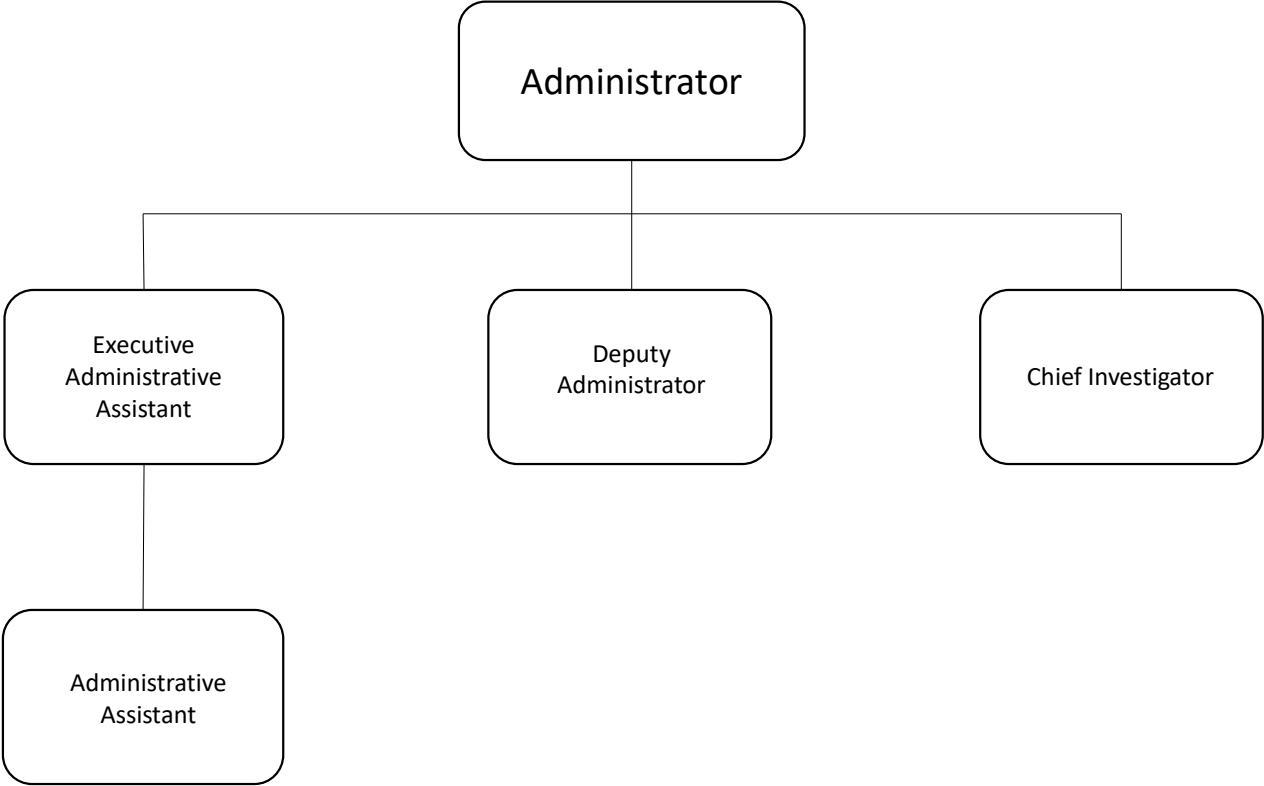 Administrator
Executive
Administrative
Assistant
Deputy
Administrator
Chief Investigator
Administrative
Assistant